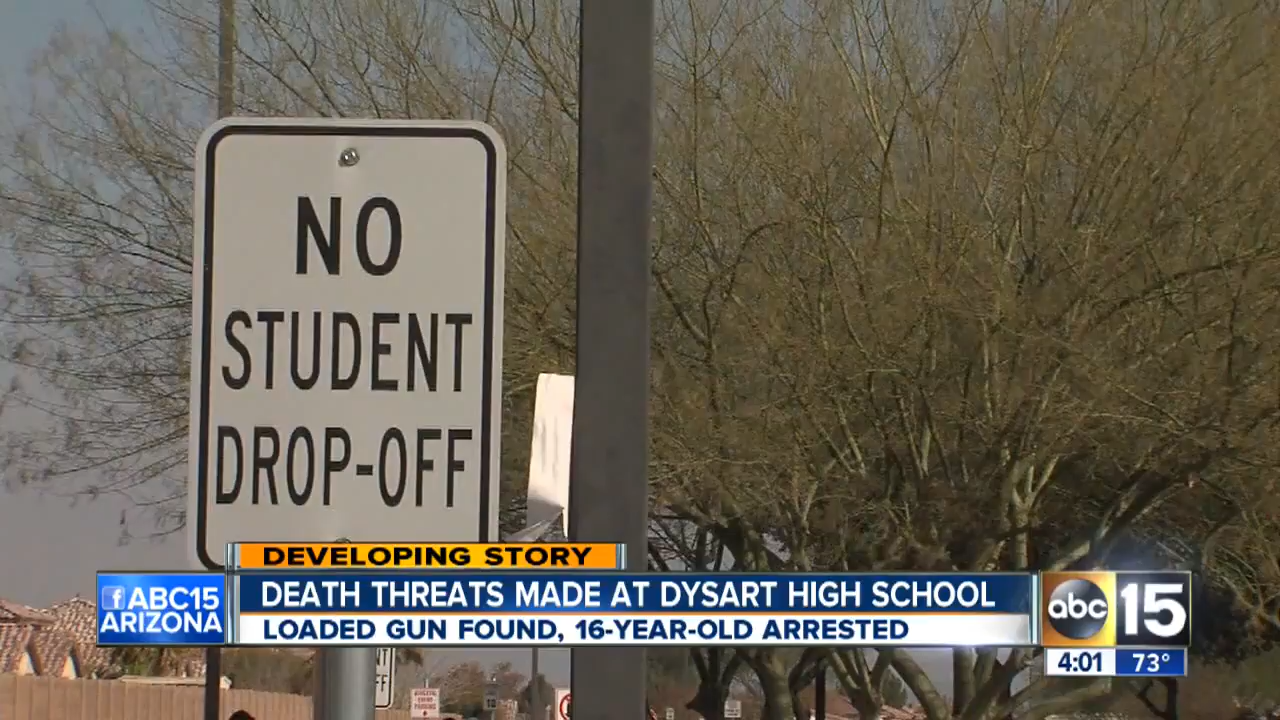 NO
STUDENT
DROP-OFF
DEVELOPING STORY
f ABC15
ARIZONA
DEATH THREATS MADE AT DYSART HIGH SCHOOL
LOADED GUN FOUND, 16-YEAR-OLD ARRESTED
abc 15
4:01 73°